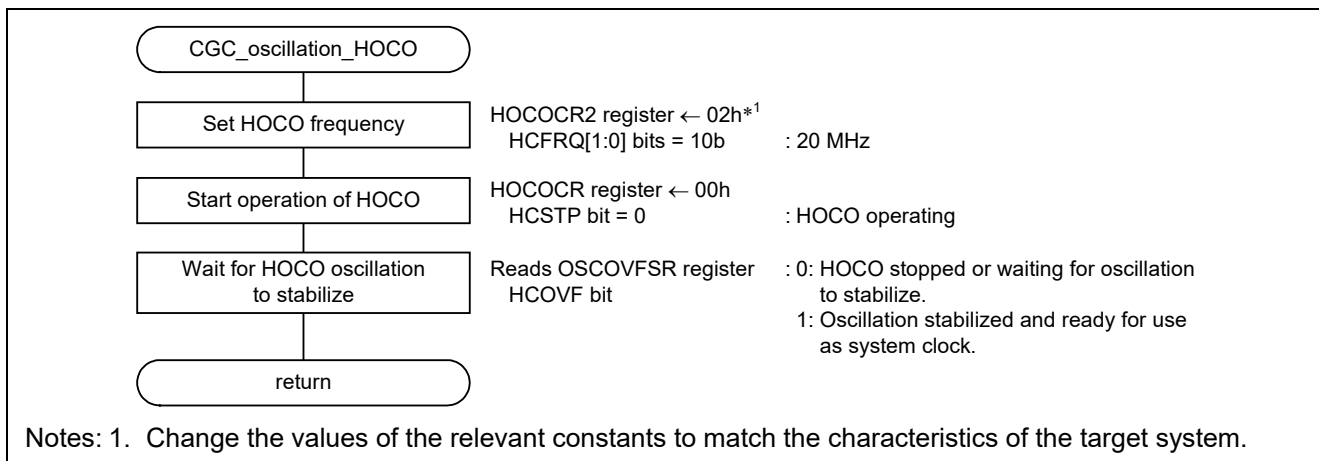 CGC_oscillation_HOCO
Set HOCO frequency
HOCOCR2 register ← 02h*1
HCFRQ[1:0] bits = 10b : 20 MHz
Start operation of HOCO
HOCOCR register ← 00h
HCSTP bit = 0 : HOCO operating
Wait for HOCO oscillation
to stabilize
Reads OSCOVFSR register : 0: HOCO stopped or waiting for oscillation
HCOVF bit to stabilize.
1: Oscillation stabilized and ready for use
as system clock.
return
Notes: 1. Change the values of the relevant constants to match the characteristics of the target system.